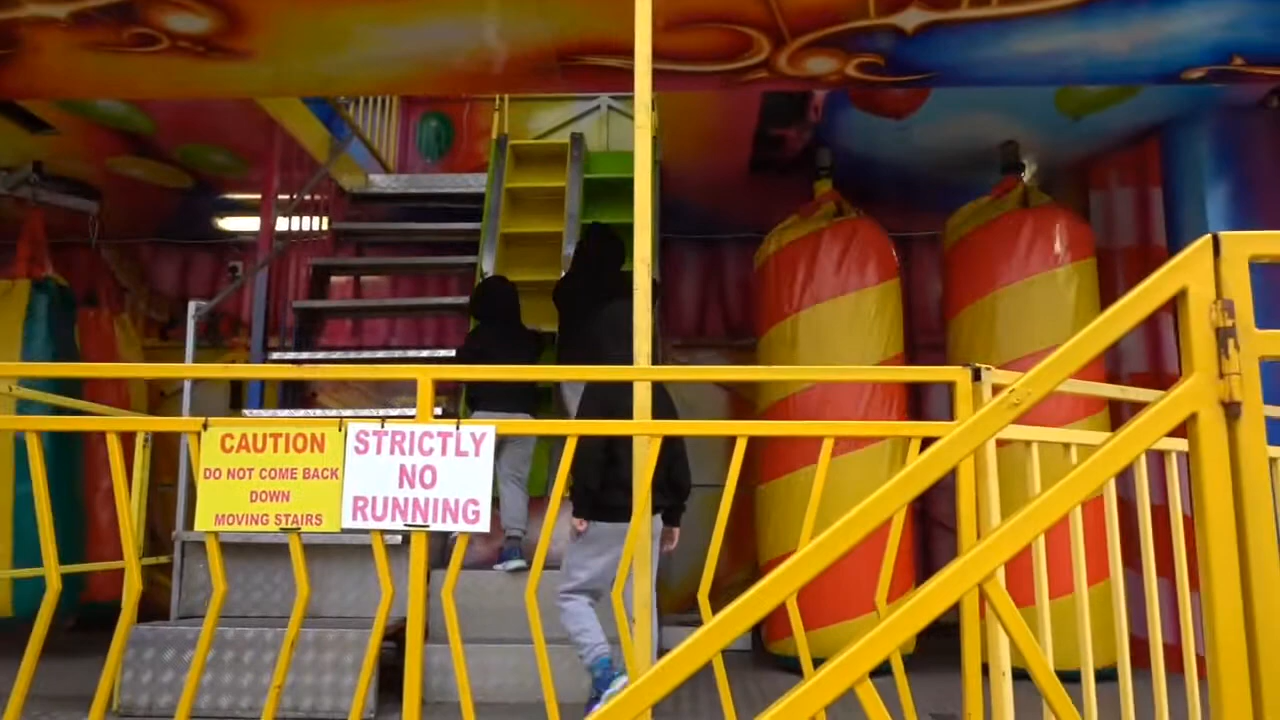 CAUTION
DO NOT COME BACK
DOWN
MOVING STAIRS
STRICTLY
NO
RUNNING